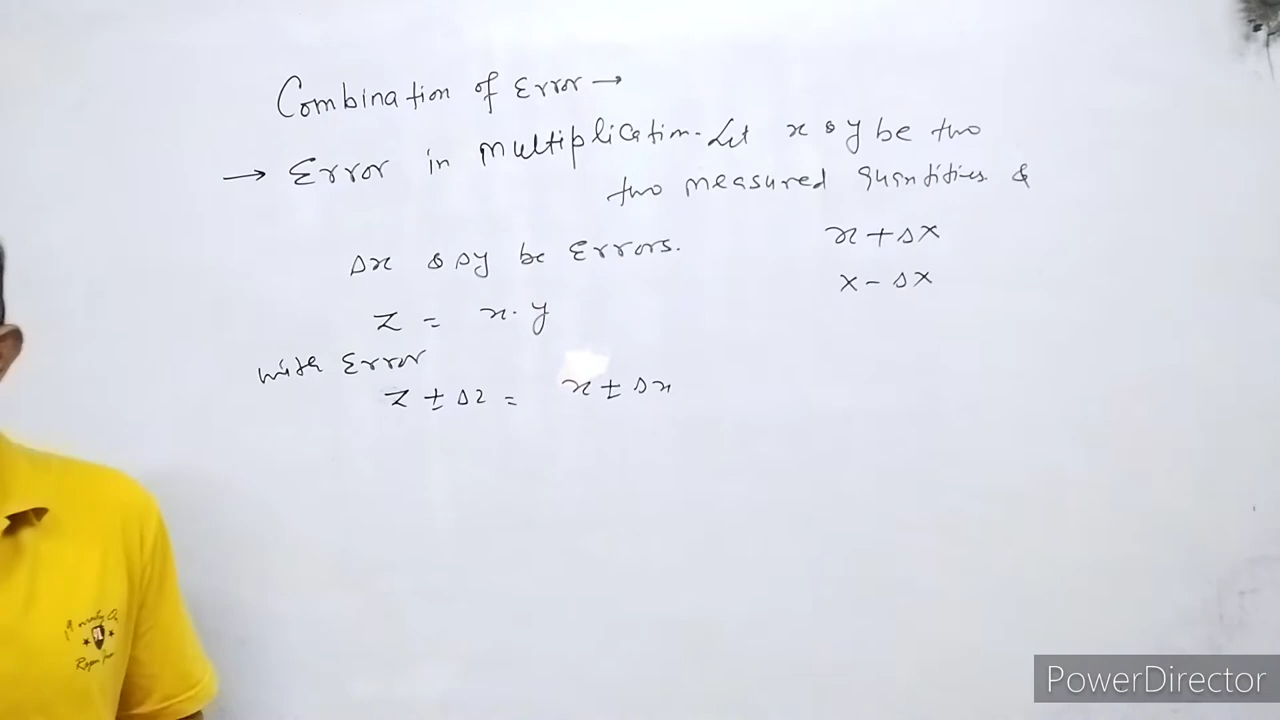 Combination of Error →
→ Error in Multiplication. Let x & y be two
two measured quantities &
Δx & Δy be Errors.
x + Δx
x - Δx
Z = x . y
with Error
Z ± ΔZ = x ± Δx
PowerDirector